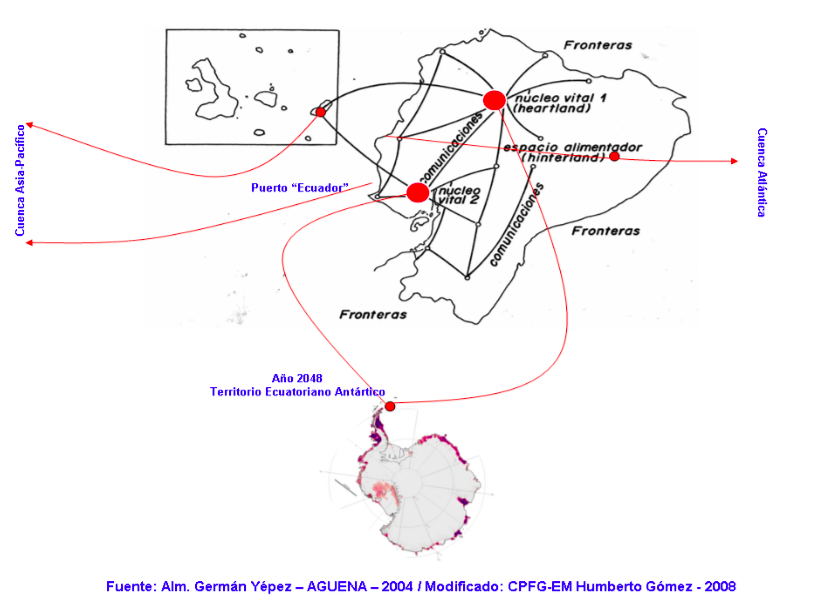 Fronteras
núcleo vital 1
(heartland)
comunicaciones
espacio alimentador
(hinterland)
Cuenca Asia-Pacífico
Cuenca Atlántica
Puerto “Ecuador”
núcleo
vital 2
comunicaciones
Fronteras
Fronteras
Año 2048
Territorio Ecuatoriano Antártico
Fuente: Alm. Germán Yépez – AGUENA – 2004 / Modificado: CPFG-EM Humberto Gómez - 2008